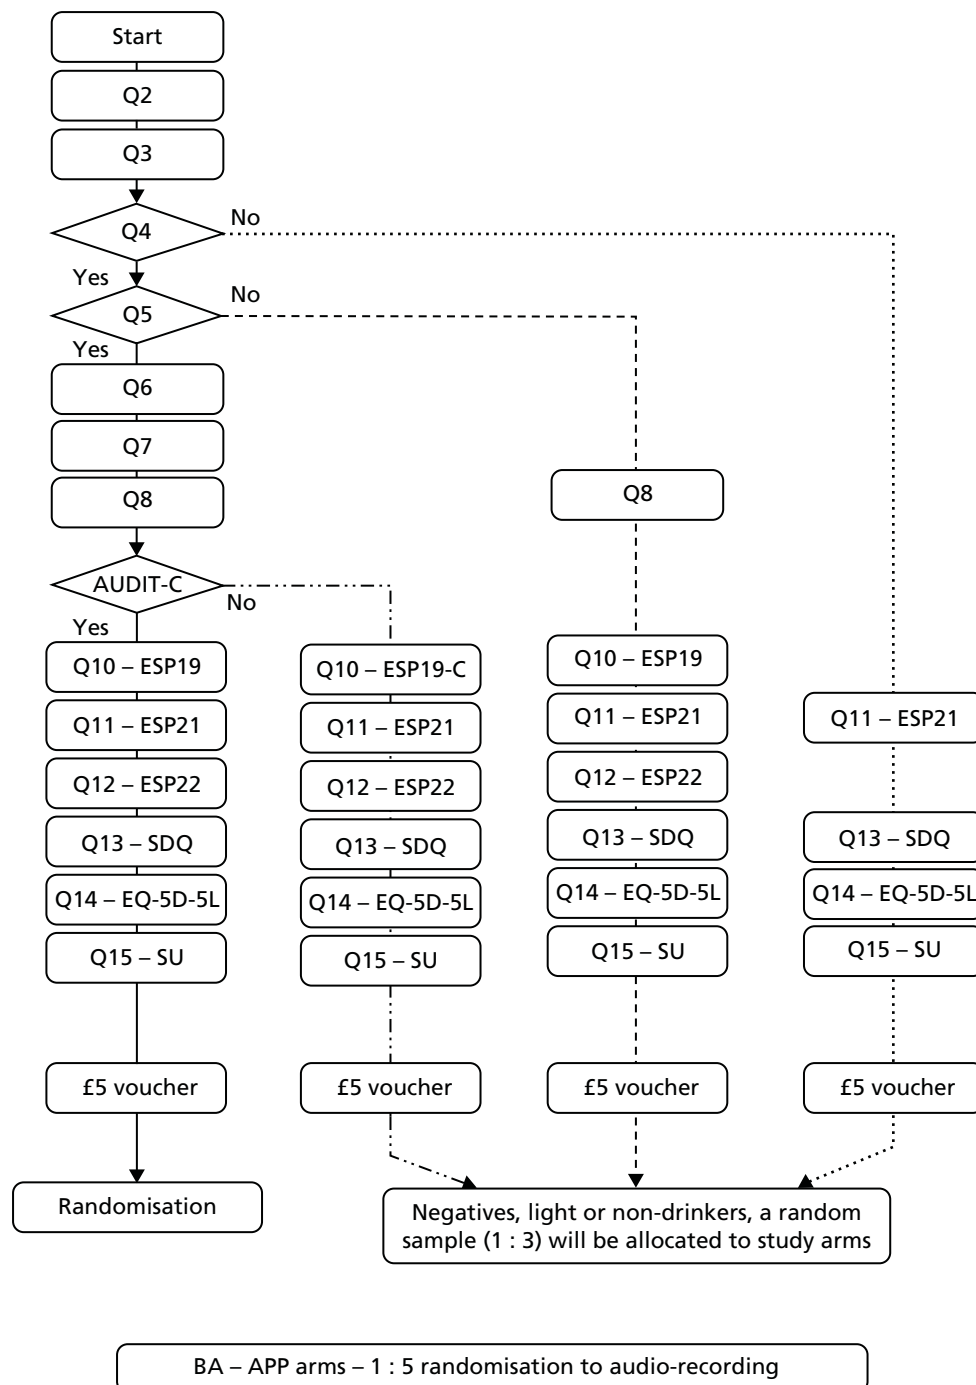 Start
Q2
Q3
Q4
No
Yes
Q5
No
Yes
Q6
Q7
Q8
Q8
AUDIT-C
No
Yes
Q10 – ESP19
Q11 – ESP21
Q12 – ESP22
Q13 – SDQ
Q14 – EQ-5D-5L
Q15 – SU
£5 voucher
Randomisation
Q10 – ESP19-C
Q11 – ESP21
Q12 – ESP22
Q13 – SDQ
Q14 – EQ-5D-5L
Q15 – SU
£5 voucher
Q10 – ESP19
Q11 – ESP21
Q12 – ESP22
Q13 – SDQ
Q14 – EQ-5D-5L
Q15 – SU
£5 voucher
Q11 – ESP21
Q13 – SDQ
Q14 – EQ-5D-5L
Q15 – SU
£5 voucher
Negatives, light or non-drinkers, a random
sample (1 : 3) will be allocated to study arms
BA – APP arms – 1 : 5 randomisation to audio-recording